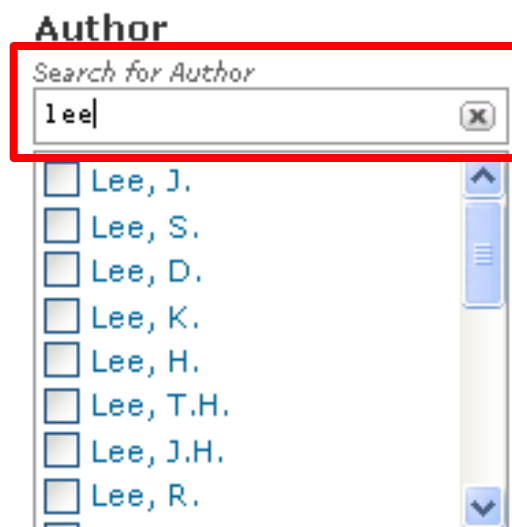 Author
Search for Author
lee
Lee, J.
Lee, S.
Lee, D.
Lee, K.
Lee, H.
Lee, T.H.
Lee, J.H.
Lee, R.